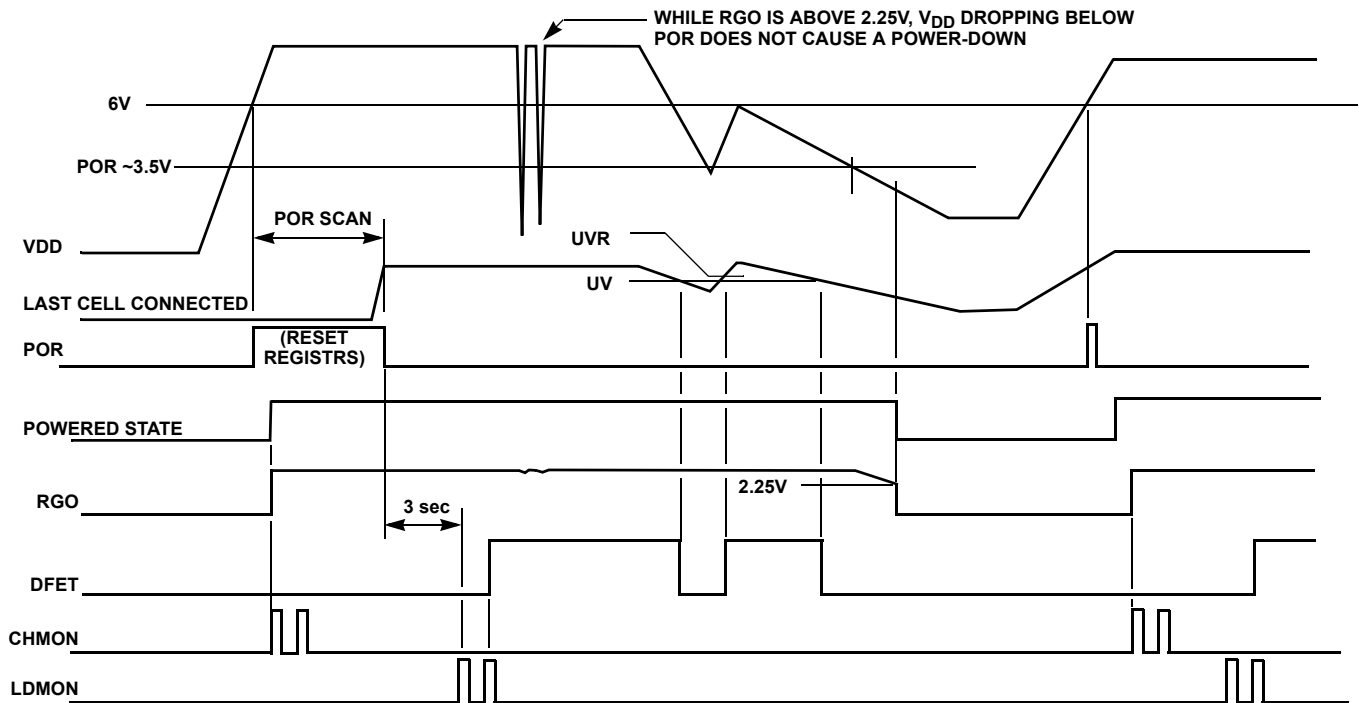 WHILE RGO IS ABOVE 2.25V, VDD DROPPING BELOW
POR DOES NOT CAUSE A POWER-DOWN
6V
POR ~3.5V
POR SCAN
VDD
UVR
UV
LAST CELL CONNECTED
(RESET
REGISTRS)
POR
POWERED STATE
2.25V
RGO
3 sec
DFET
CHMON
LDMON